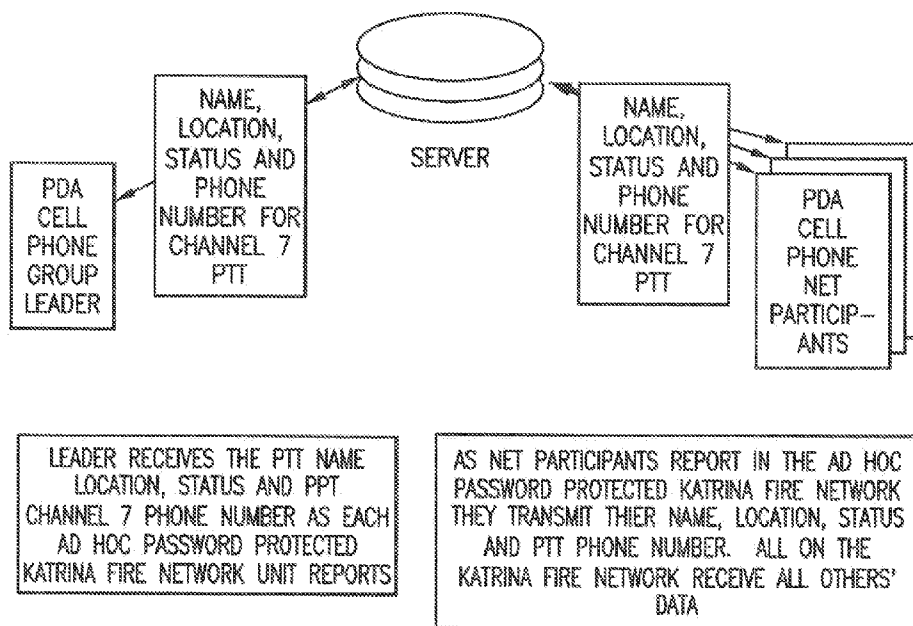 SERVER
PDA
CELL
PHONE
GROUP
LEADER
NAME,
LOCATION,
STATUS AND
PHONE
NUMBER FOR
CHANNEL 7
PTT
NAME,
LOCATION,
STATUS AND
PHONE
NUMBER FOR
CHANNEL 7
PTT
PDA
CELL
PHONE
NET
PARTICIP-
ANTS
LEADER RECEIVES THE PTT NAME
LOCATION, STATUS AND PPT
CHANNEL 7 PHONE NUMBER AS EACH
AD HOC PASSWORD PROTECTED
KATRINA FIRE NETWORK UNIT REPORTS
AS NET PARTICIPANTS REPORT IN THE AD HOC
PASSWORD PROTECTED KATRINA FIRE NETWORK
THEY TRANSMIT THIER NAME, LOCATION, STATUS
AND PTT PHONE NUMBER. ALL ON THE
KATRINA FIRE NETWORK RECEIVE ALL OTHERS'
DATA